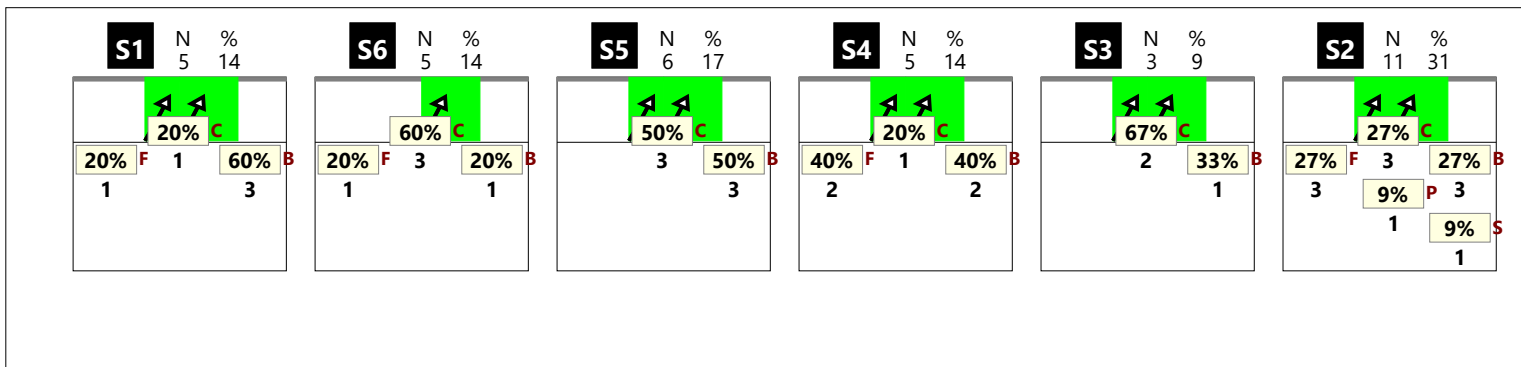 S1 N % S6 N % S5 N % S4 N % S3 N % S2 N %
5 14 5 14 6 17 5 14 3 9 11 31
20% C 60% C 50% C 20% C 67% C 27% C
20% F 1 60% B 20% F 3 20% B 3 50% B 40% F 1 40% B 2 33% B 27% F 3 27% B
1 3 1 1 3 2 2 1 3 9% P 3
1 9% S
1